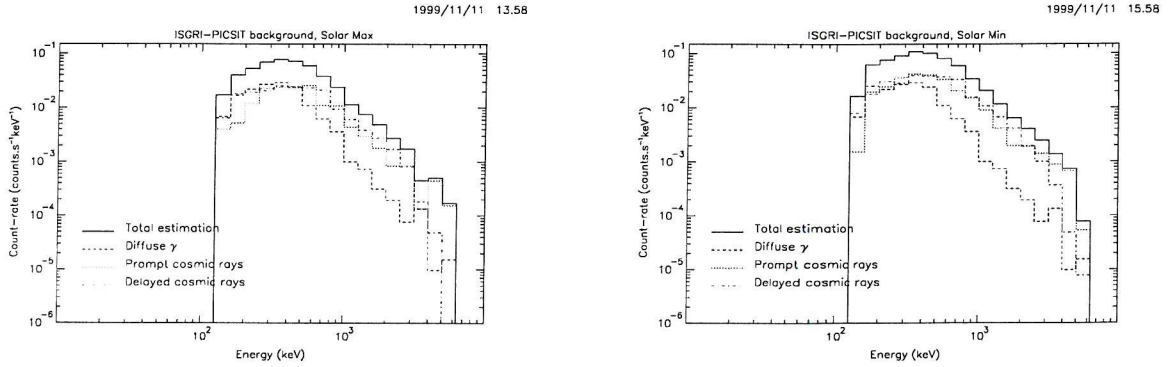 1999/11/11 13.58
ISGRI-PICSIT background, Solar Max
Count-rate (counts.s⁻¹keV⁻¹)
10⁻¹
10⁻²
10⁻³
10⁻⁴
10⁻⁵
10⁻⁶
Total estimation
Diffuse γ
Prompt cosmic rays
Delayed cosmic rays
10² 10³
Energy (keV)
1999/11/11 15.58
ISGRI-PICSIT background, Solar Min
Count-rate (counts.s⁻¹keV⁻¹)
10⁻¹
10⁻²
10⁻³
10⁻⁴
10⁻⁵
10⁻⁶
Total estimation
Diffuse γ
Prompt cosmic rays
Delayed cosmic rays
10² 10³
Energy (keV)